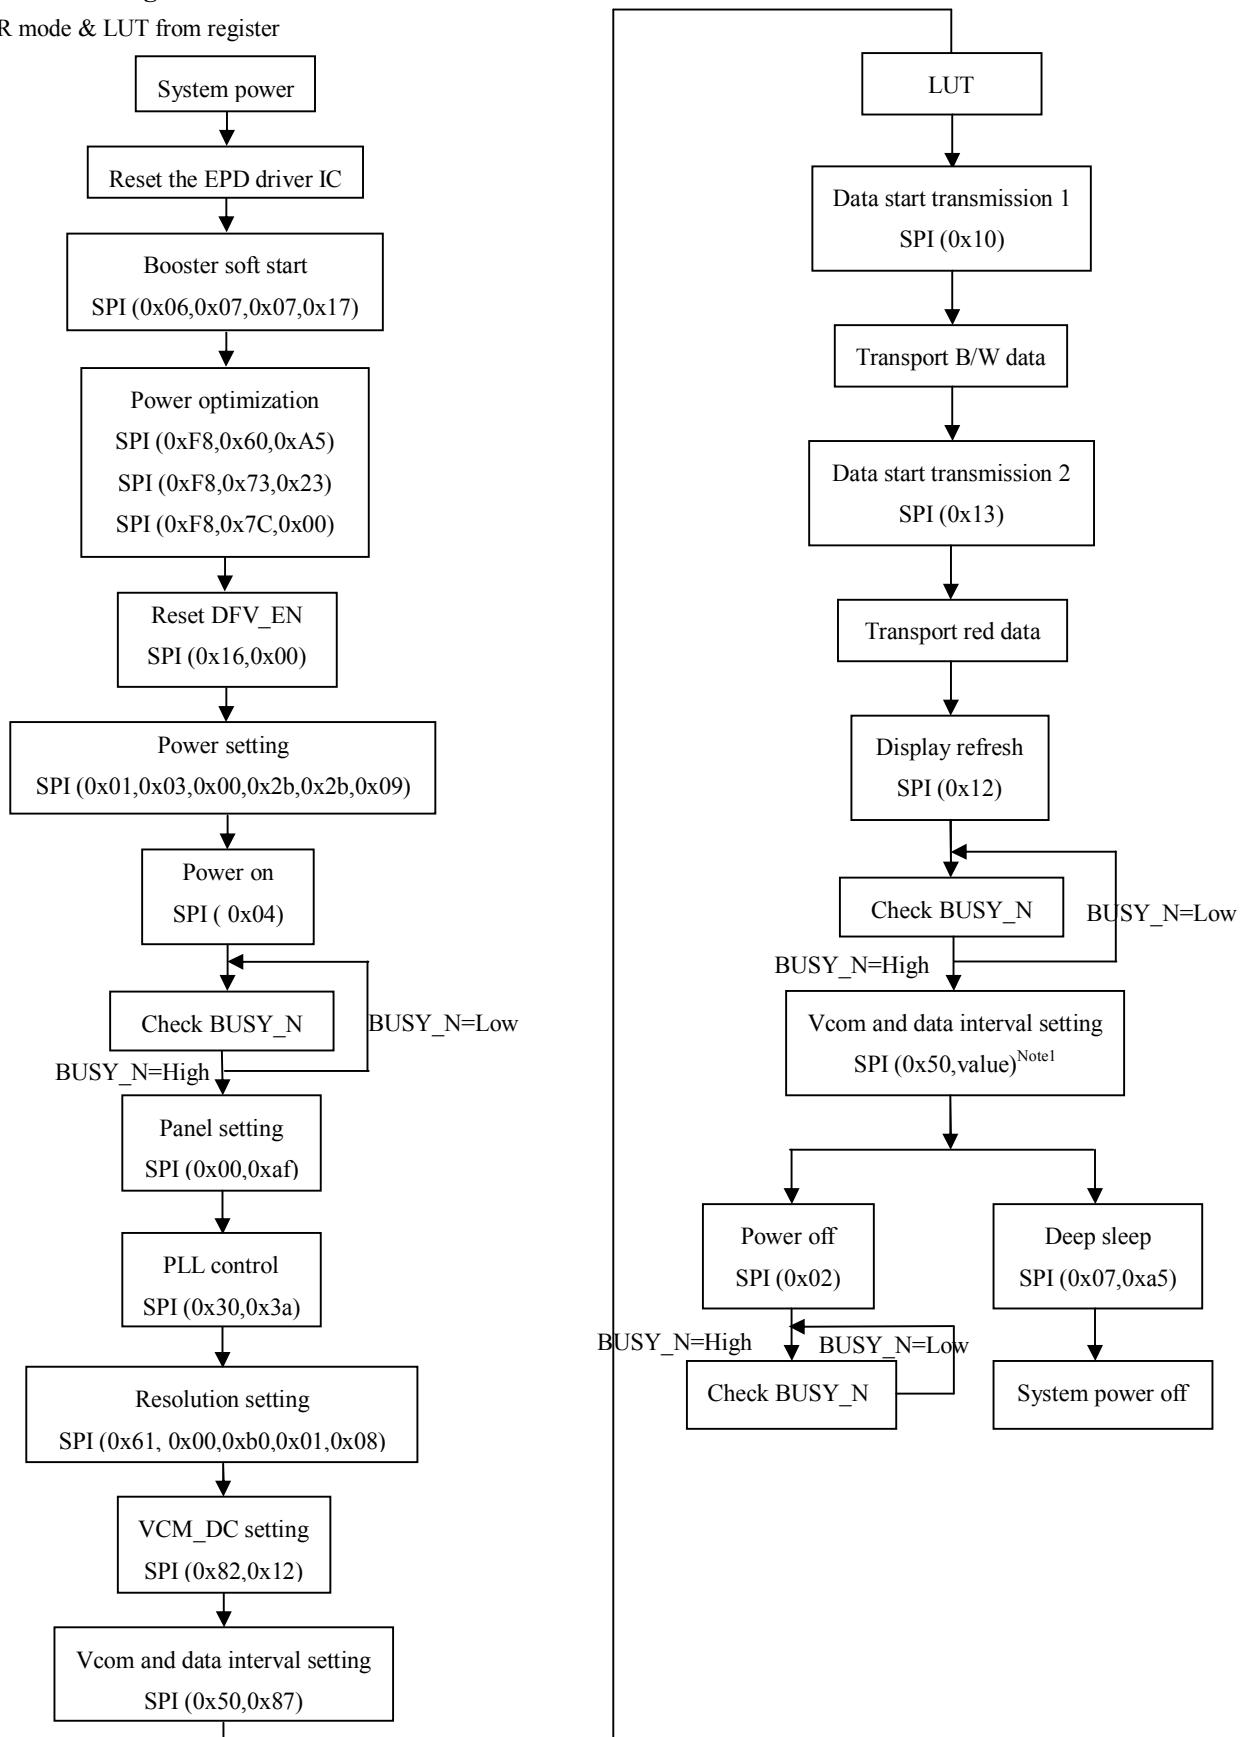 R mode & LUT from register
System power
Reset the EPD driver IC
Booster soft start
SPI (0x06,0x07,0x07,0x17)
Power optimization
SPI (0xF8,0x60,0xA5)
SPI (0xF8,0x73,0x23)
SPI (0xF8,0x7C,0x00)
Reset DFV_EN
SPI (0x16,0x00)
Power setting
SPI (0x01,0x03,0x00,0x2b,0x2b,0x09)
Power on
SPI ( 0x04)
Check BUSY_N
BUSY_N=Low
BUSY_N=High
Panel setting
SPI (0x00,0xaf)
PLL control
SPI (0x30,0x3a)
Resolution setting
SPI (0x61, 0x00,0xb0,0x01,0x08)
VCM_DC setting
SPI (0x82,0x12)
Vcom and data interval setting
SPI (0x50,0x87)
LUT
Data start transmission 1
SPI (0x10)
Transport B/W data
Data start transmission 2
SPI (0x13)
Transport red data
Display refresh
SPI (0x12)
Check BUSY_N
BUSY_N=Low
BUSY_N=High
Vcom and data interval setting
SPI (0x50,value)Note1
Power off
SPI (0x02)
BUSY_N=High
BUSY_N=Low
Check BUSY_N
Deep sleep
SPI (0x07,0xa5)
System power off